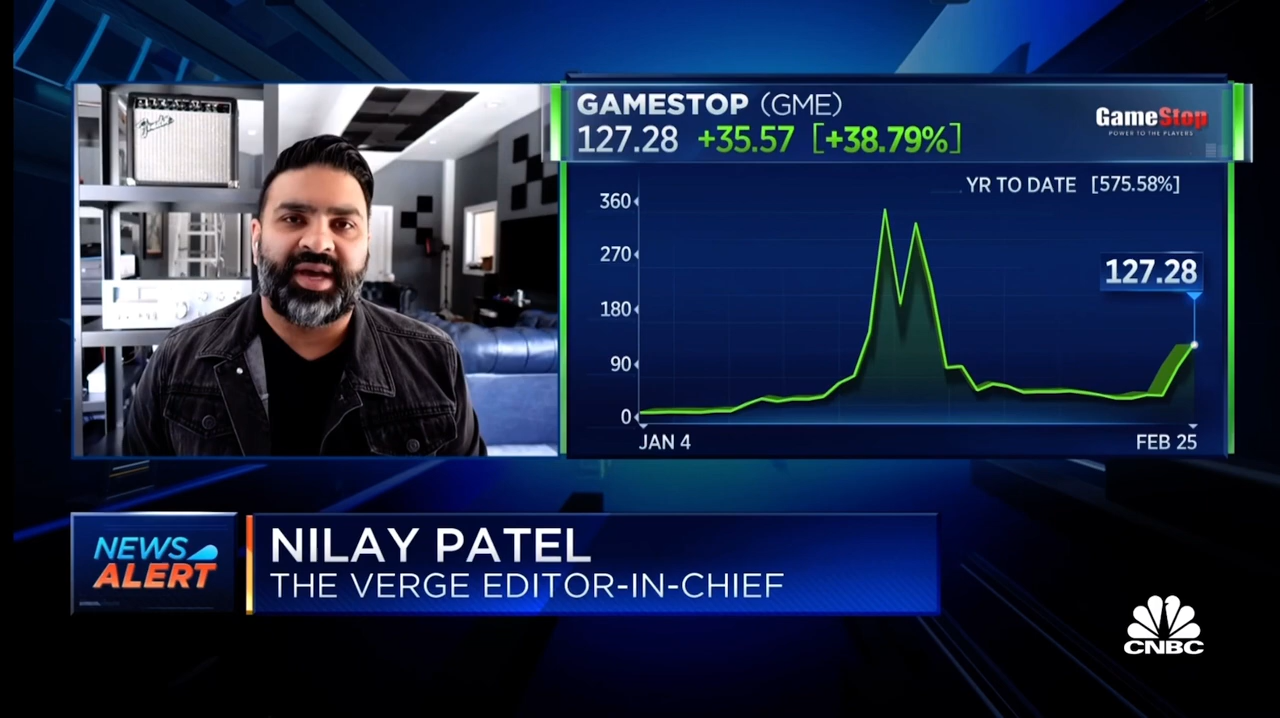 Fender
GAMESTOP (GME)
127.28 +35.57 [+38.79%]
GameStop
POWER TO THE PLAYERS
YR TO DATE [575.58%]
360
270
180
90
0
127.28
JAN 4
FEB 25
NEWS
ALERT
NILAY PATEL
THE VERGE EDITOR-IN-CHIEF
CNBC